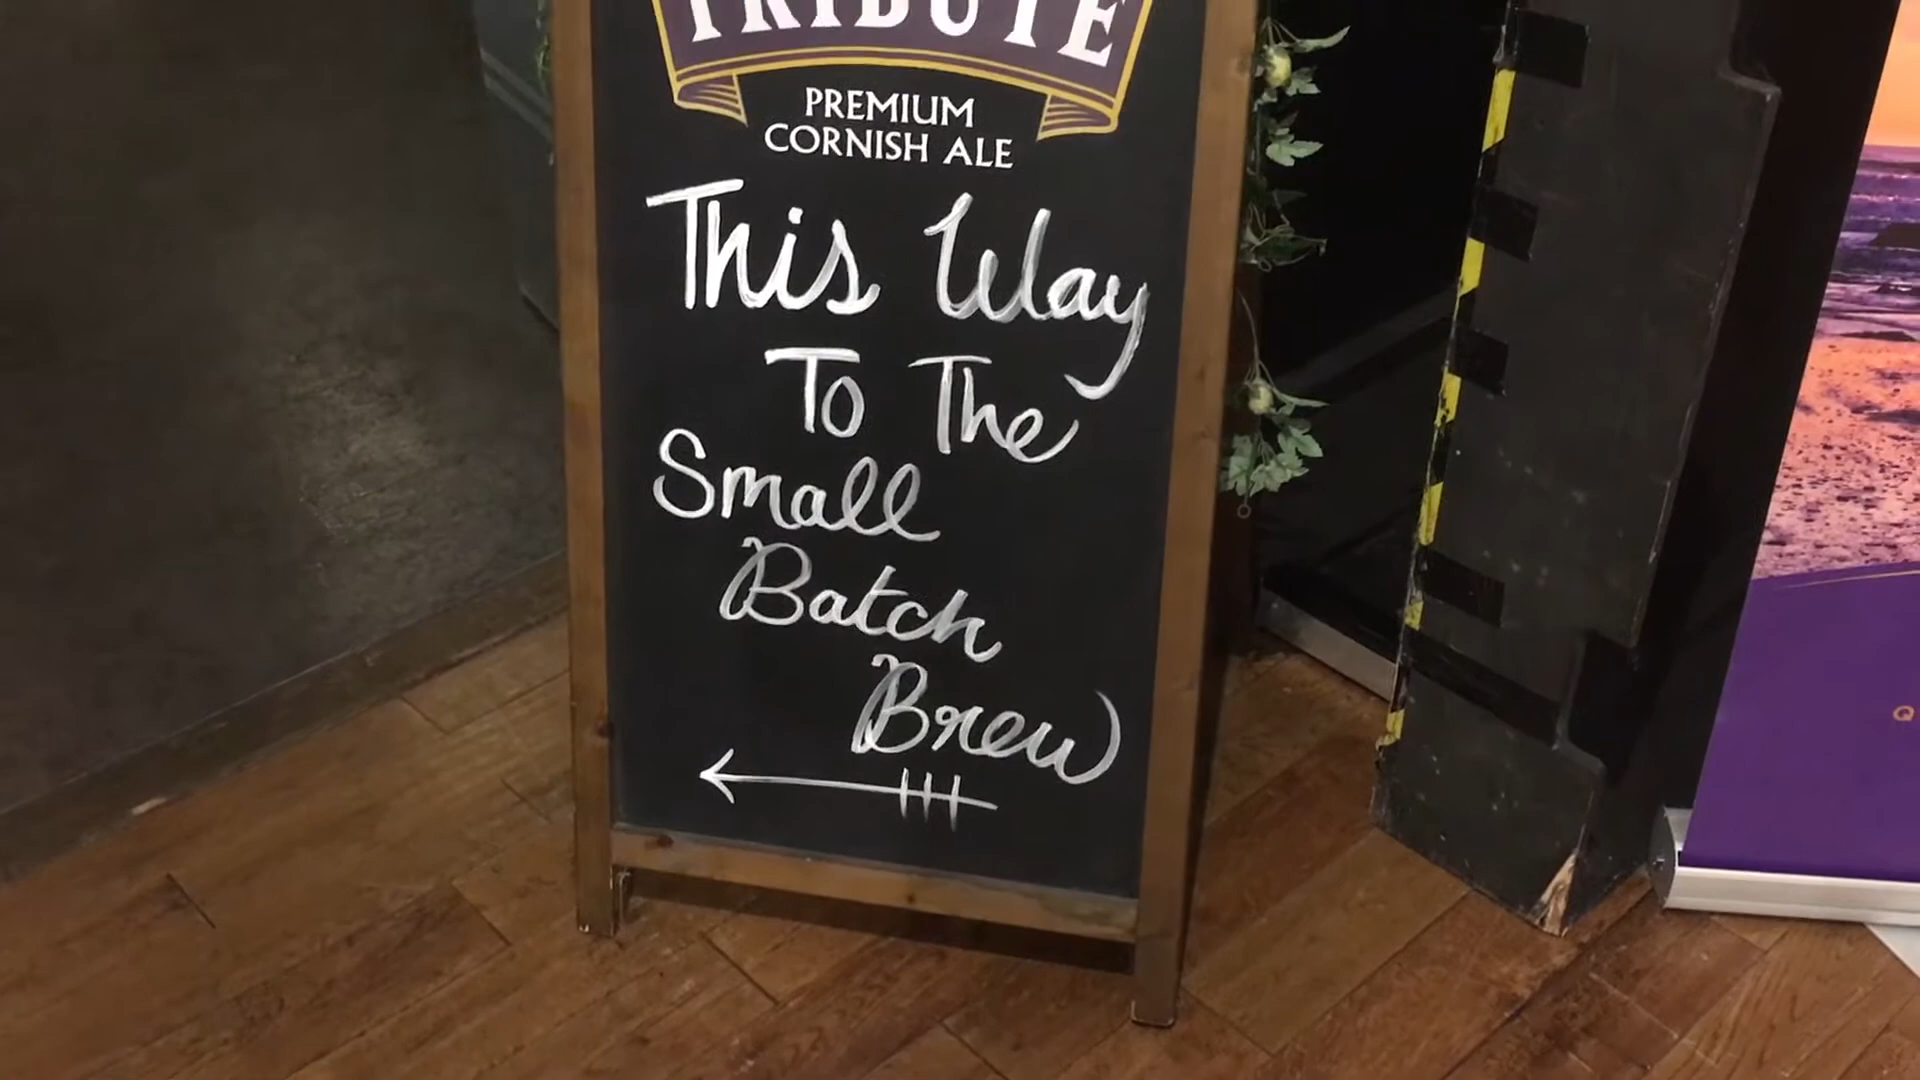 TRIBUTE
PREMIUM
CORNISH ALE
This Way
To The
Small
Batch
Brew